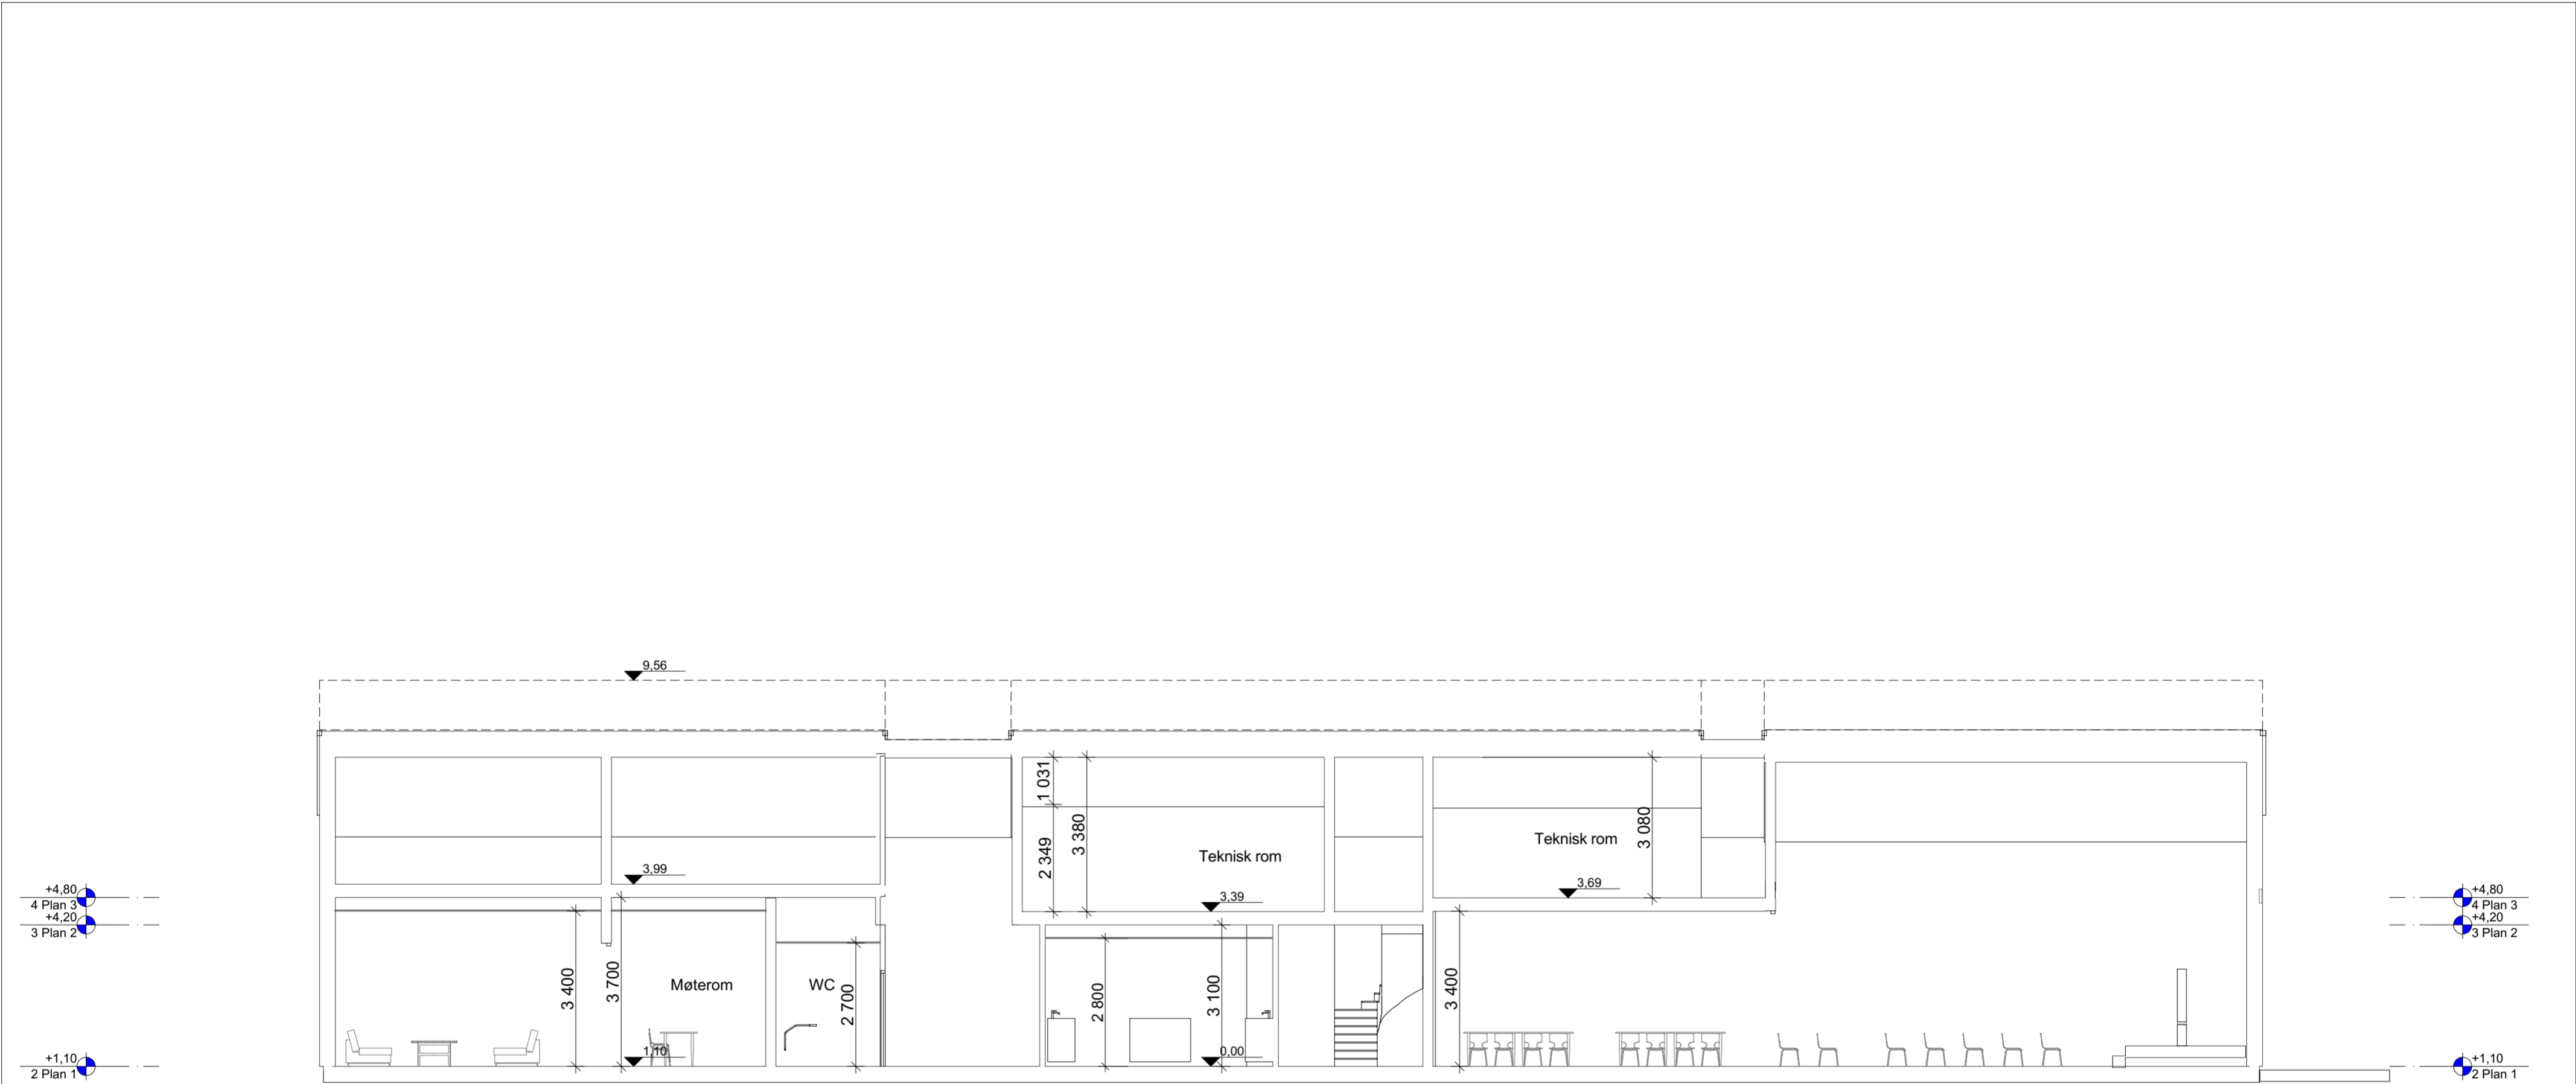 9,56
1 031
3 380
2 349
3 080
Teknisk rom
Teknisk rom
3,99
3,69
3,39
+4,80
4 Plan 3
+4,20
3 Plan 2
+4,80
4 Plan 3
+4,20
3 Plan 2
3 400
3 700
Møterom
WC
2 700
2 800
3 100
3 400
1,10
0,00
+1,10
2 Plan 1
+1,10
2 Plan 1